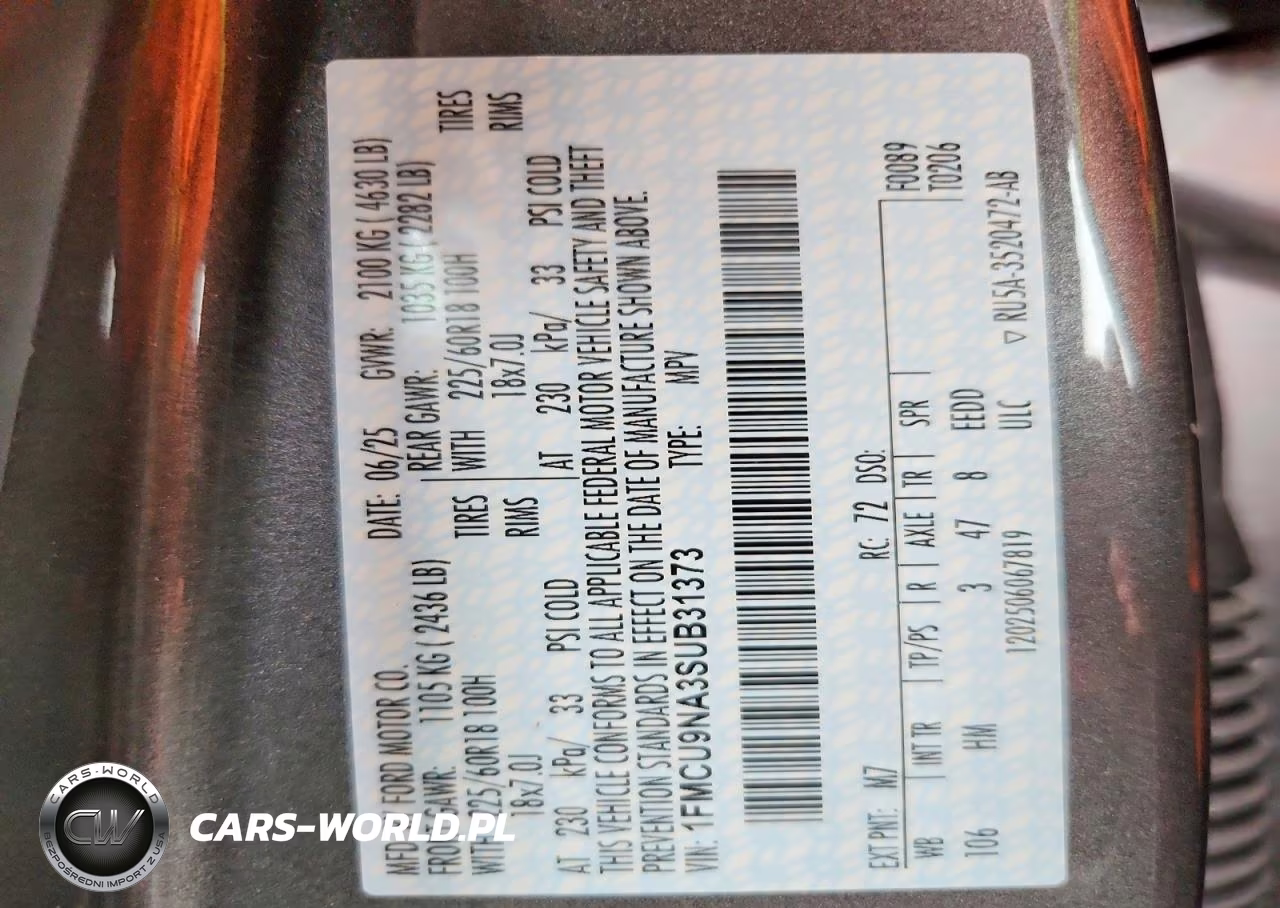 MFD. BY FORD MOTOR CO.
DATE: 06/25 GVWR: 2100 KG ( 4630 LB)
FR GAWR: 1105 KG ( 2436 LB) REAR GAWR: 1035 KG ( 2282 LB)
WITH 225/60R18 100H TIRES WITH 225/60R18 100H TIRES
18x7.0J RIMS 18x7.0J RIMS
AT 230 kPa/ 33 PSI COLD AT 230 kPa/ 33 PSI COLD
THIS VEHICLE CONFORMS TO ALL APPLICABLE FEDERAL MOTOR VEHICLE SAFETY AND THEFT
PREVENTION STANDARDS IN EFFECT ON THE DATE OF MANUFACTURE SHOWN ABOVE.
VIN: 1FMCU9NA3SUB31373 TYPE: MPV
EXT PNT: M7 RC: 72 DSO: F0089
WB INT TR TP/PS R AXLE TR SPR T0206
106 HM 3 47 8 EEDD
1202506067819 ULC ▽ RU5A-3520472-AB
CARS-WORLD
CW
BEZPOŚREDNI IMPORT Z USA
CARS-WORLD.PL